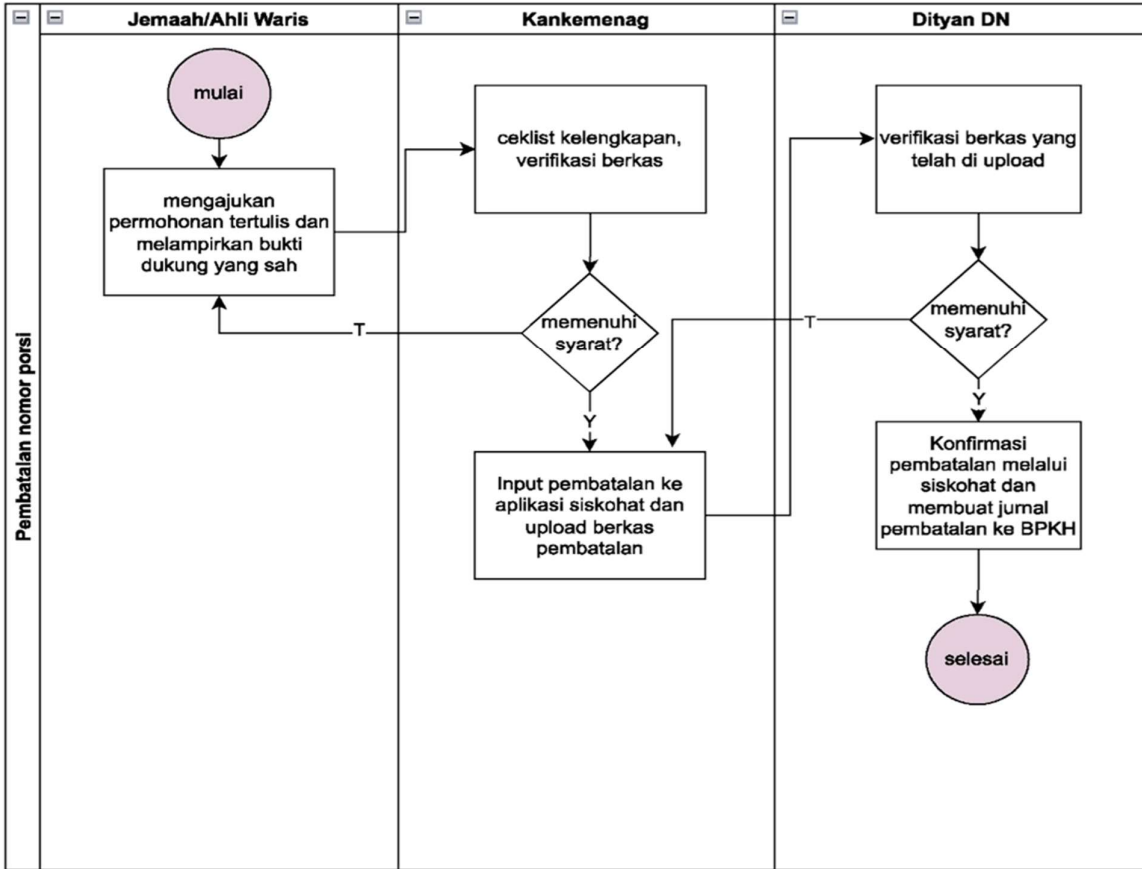 Jemaah/Ahli Waris
Kankemenag
Dityan DN
Pembatalan nomor porsi
mulai
mengajukan
permohonan tertulis dan
melampirkan bukti
dukung yang sah
ceklist kelengkapan,
verifikasi berkas
memenuhi
syarat?
T
Y
Input pembatalan ke
aplikasi siskohat dan
upload berkas
pembatalan
verifikasi berkas yang
telah di upload
memenuhi
syarat?
T
Y
Konfirmasi
pembatalan melalui
siskohat dan
membuat jurnal
pembatalan ke BPKH
selesai